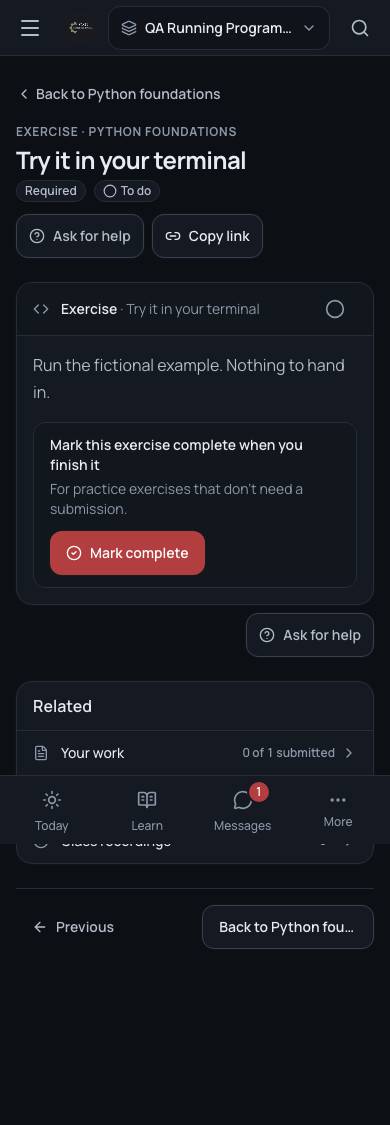 QA Running Program...
Back to Python foundations
EXERCISE · PYTHON FOUNDATIONS
Try it in your terminal
Required
To do
Ask for help
Copy link
Exercise · Try it in your terminal
Run the fictional example. Nothing to hand
in.
Mark this exercise complete when you
finish it
For practice exercises that don't need a
submission.
Mark complete
Ask for help
Related
Your work
0 of 1 submitted
1
Today
Learn
Messages
More
Class recordings
Previous
Back to Python fou...